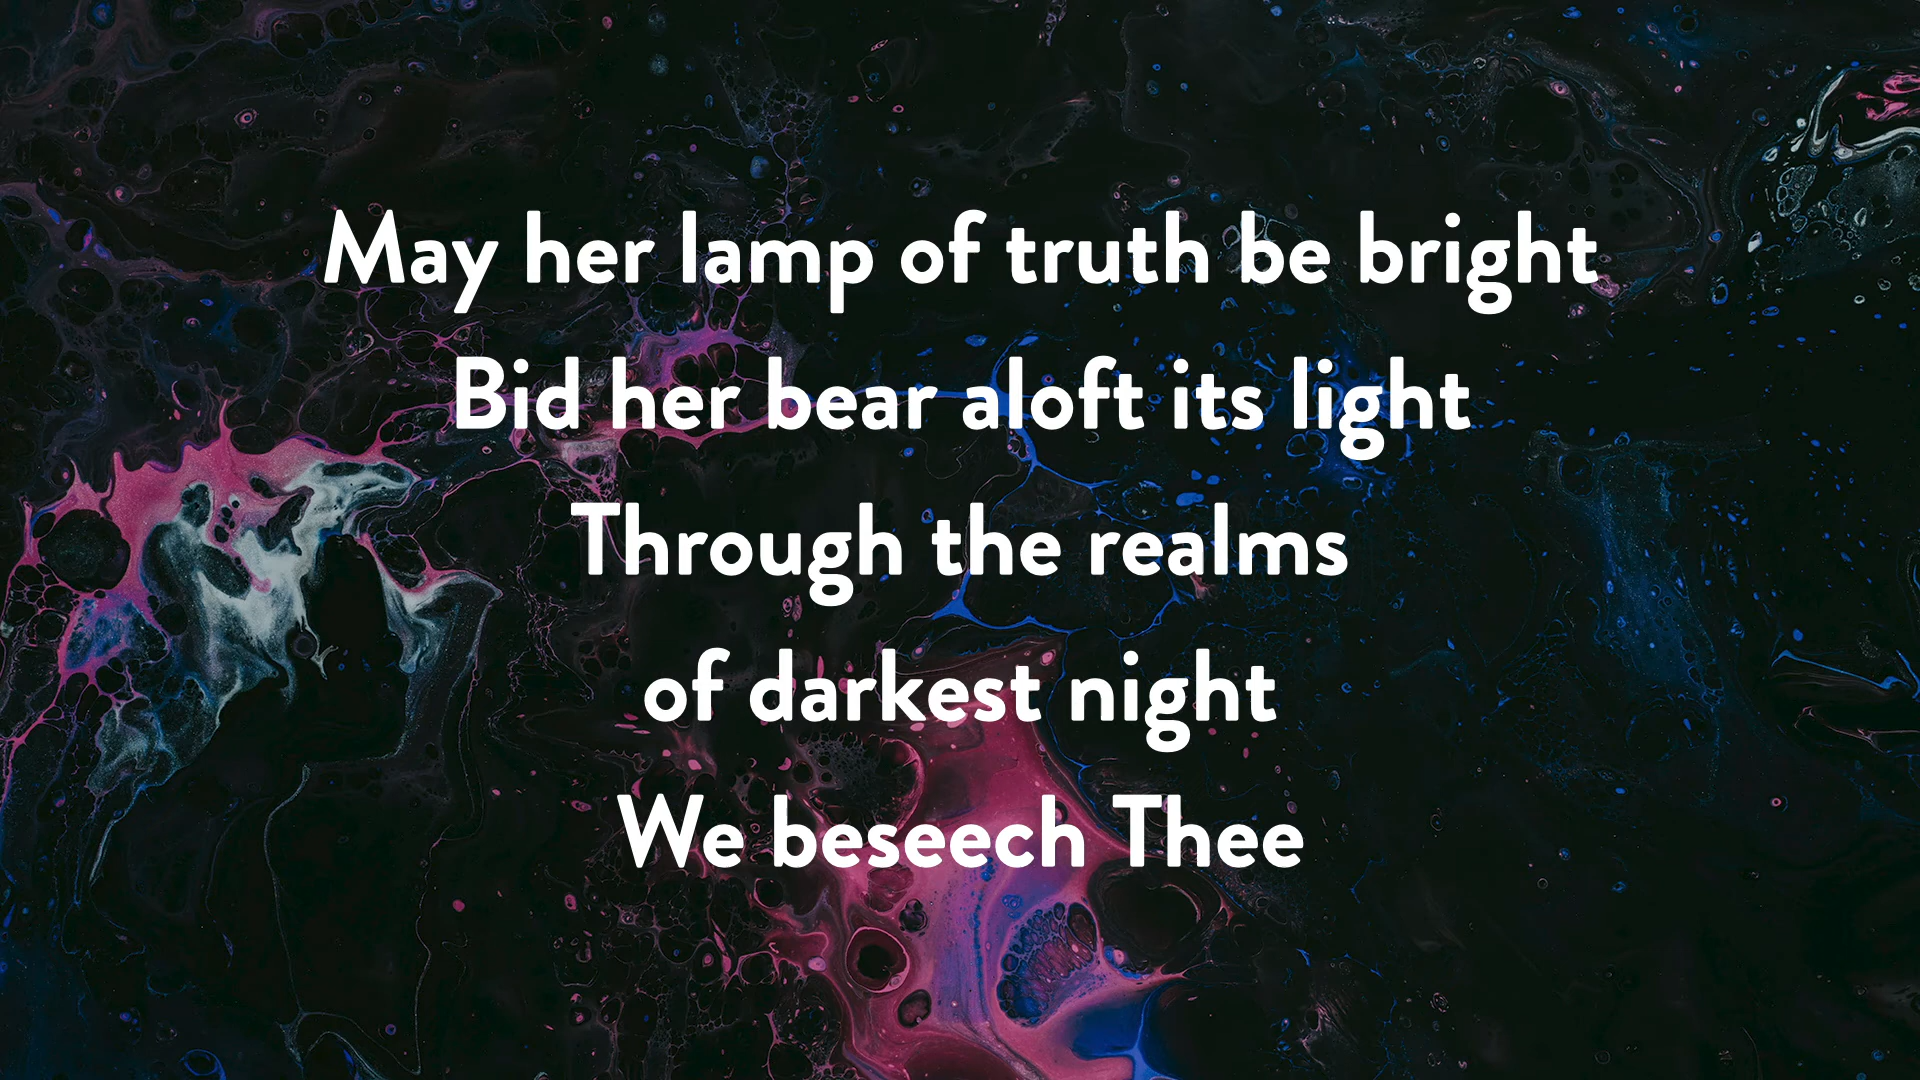 May her lamp of truth be bright
Bid her bear aloft its light
Through the realms
of darkest night
We beseech Thee